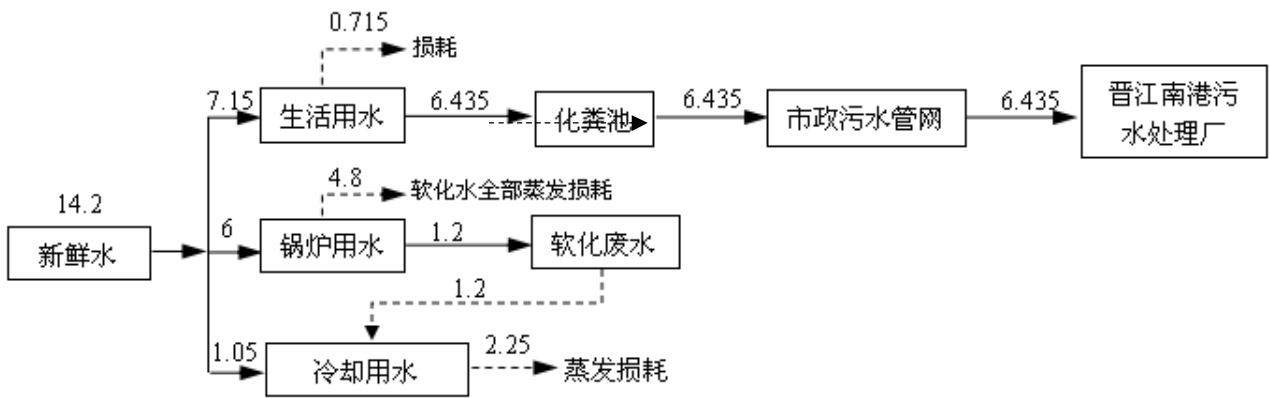 0.715
损耗
7.15
生活用水
6.435
化粪池
6.435
市政污水管网
6.435
晋江南港污
水处理厂
14.2
新鲜水
4.8
软化水全部蒸发损耗
6
锅炉用水
1.2
软化废水
1.2
1.05
冷却用水
2.25
蒸发损耗